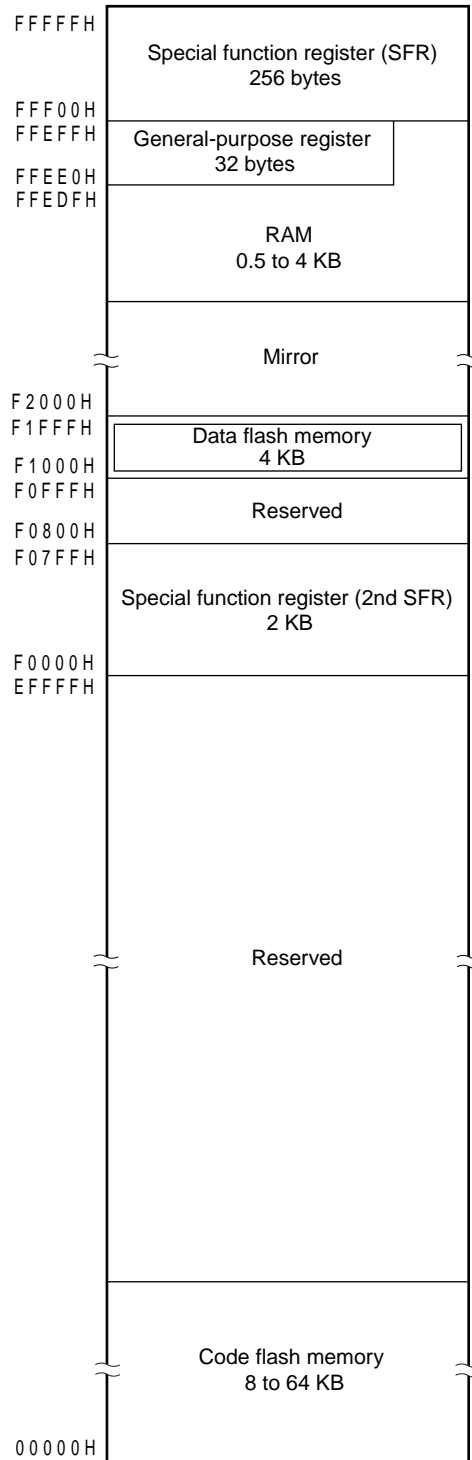 FFFFFH
Special function register (SFR)
256 bytes
FFF00H
FFEFFH
General-purpose register
32 bytes
FFEE0H
FFEDFH
RAM
0.5 to 4 KB
Mirror
F2000H
F1FFFH
Data flash memory
4 KB
F1000H
F0FFFH
Reserved
F0800H
F07FFH
Special function register (2nd SFR)
2 KB
F0000H
EFFFFH
Reserved
Code flash memory
8 to 64 KB
00000H